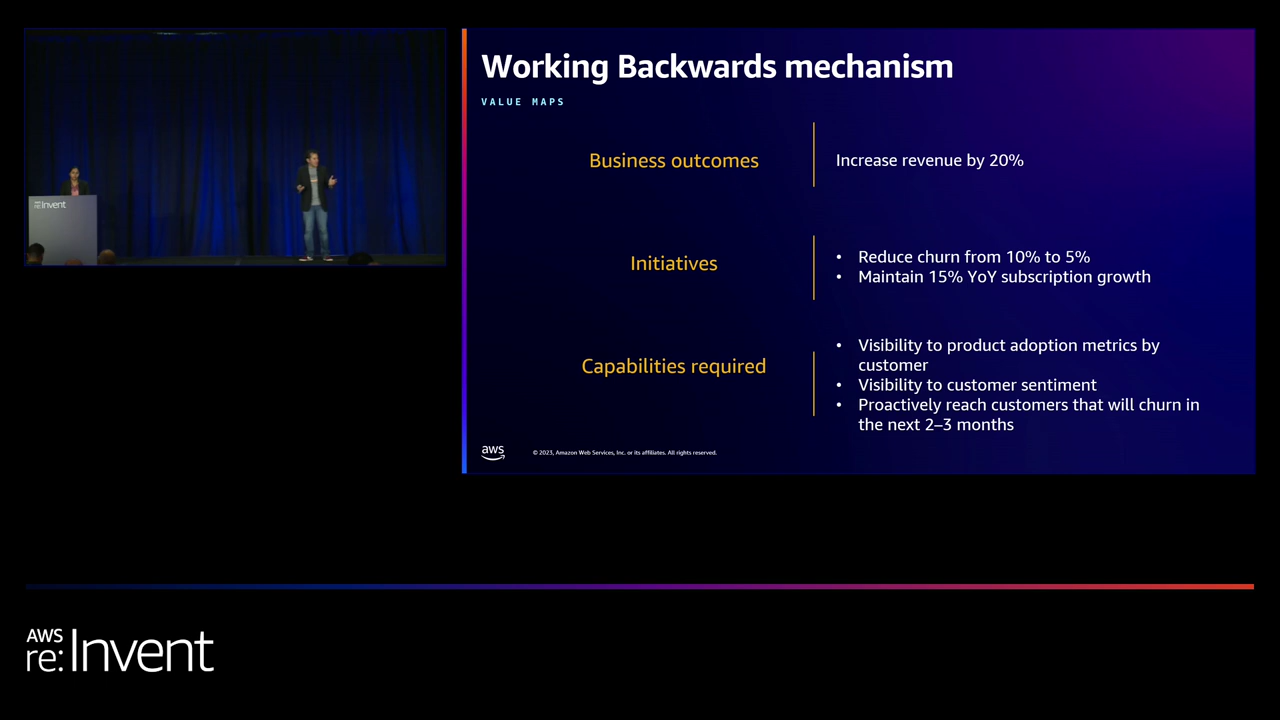 re:Invent
Working Backwards mechanism
VALUE MAPS
Business outcomes
Increase revenue by 20%
Initiatives
• Reduce churn from 10% to 5%
• Maintain 15% YoY subscription growth
Capabilities required
• Visibility to product adoption metrics by
customer
• Visibility to customer sentiment
• Proactively reach customers that will churn in
the next 2–3 months
aws
© 2023, Amazon Web Services, Inc. or its affiliates. All rights reserved.
AWS
re:Invent